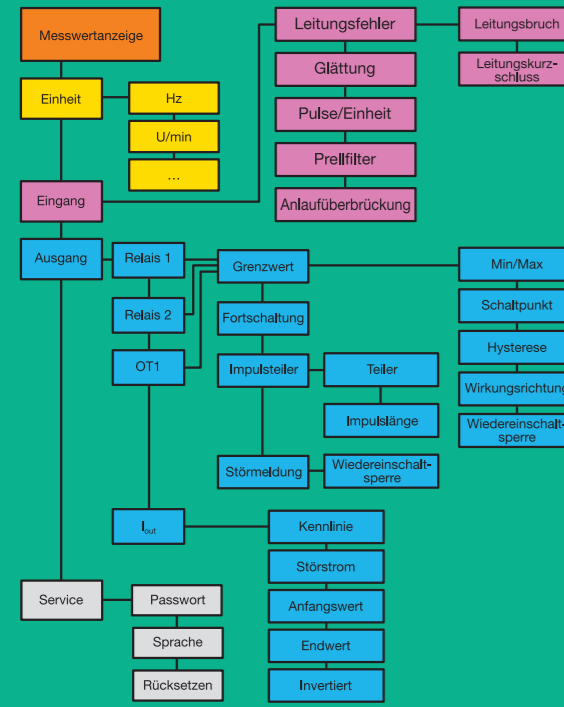 Messwertanzeige
Einheit
Hz
U/min
...
Eingang
Leitungsfehler
Leitungsbruch
Leitungskurz-
schluss
Glättung
Pulse/Einheit
Prellfilter
Anlaufüberbrückung
Ausgang
Relais 1
Relais 2
OT1
Grenzwert
Min/Max
Schaltpunkt
Hysterese
Wirkungsrichtung
Wiedereinschalt-
sperre
Fortschaltung
Impulsteiler
Teiler
Impulslänge
Störmeldung
Wiedereinschalt-
sperre
Iout
Kennlinie
Störstrom
Anfangswert
Endwert
Invertiert
Service
Passwort
Sprache
Rücksetzen